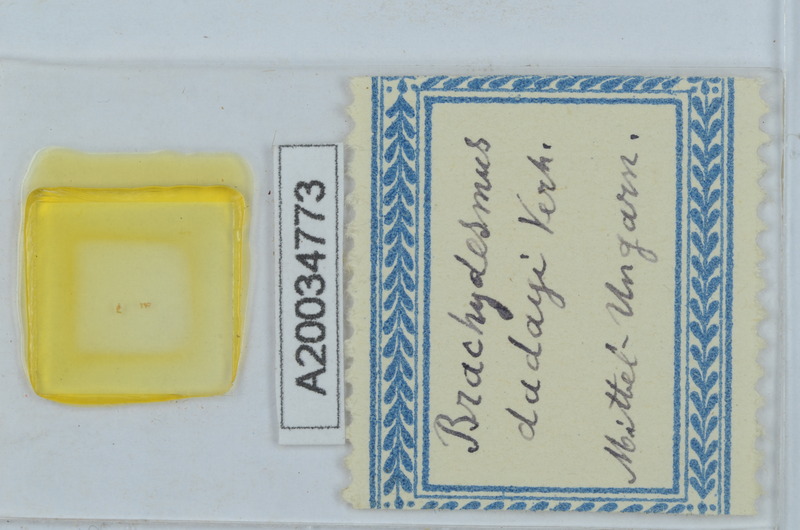 A20034773
Brachydesmus
dadayi Verh.
Mittel-Ungarn.